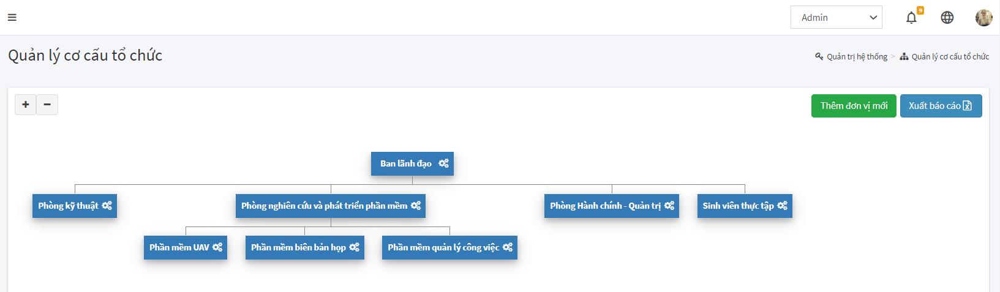 Admin
9
Quản lý cơ cấu tổ chức
Quản trị hệ thống > Quản lý cơ cấu tổ chức
+ −
Thêm đơn vị mới
Xuất báo cáo
Ban lãnh đạo
Phòng kỹ thuật
Phòng nghiên cứu và phát triển phần mềm
Phòng Hành chính - Quản trị
Sinh viên thực tập
Phần mềm UAV
Phần mềm biên bản họp
Phần mềm quản lý công việc